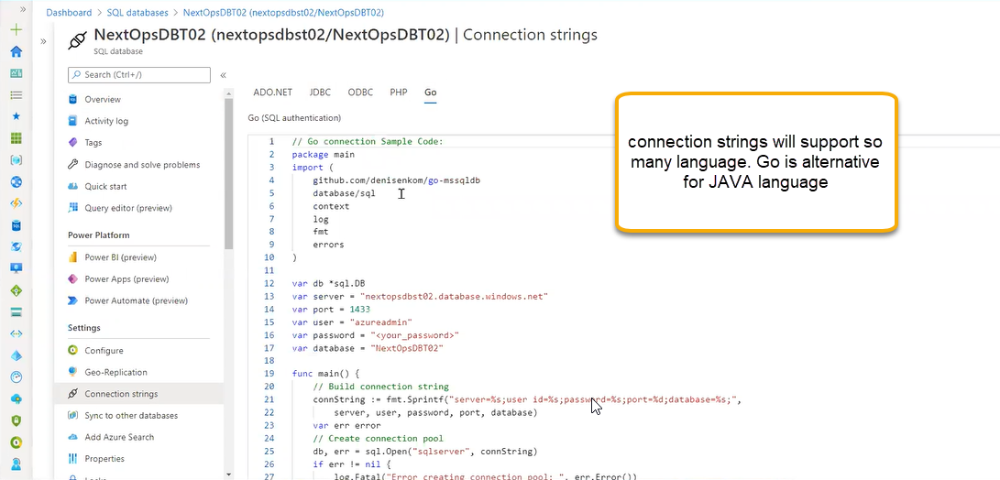 Dashboard > SQL databases > NextOpsDBT02 (nextopsdbst02/NextOpsDBT02)
NextOpsDBT02 (nextopsdbst02/NextOpsDBT02) | Connection strings
SQL database
Search (Ctrl+/)
Overview
Activity log
Tags
Diagnose and solve problems
Quick start
Query editor (preview)
Power Platform
Power BI (preview)
Power Apps (preview)
Power Automate (preview)
Settings
Configure
Geo-Replication
Connection strings
Sync to other databases
Add Azure Search
Properties
Locks
ADO.NET JDBC ODBC PHP Go
Go (SQL authentication)
1 // Go connection Sample Code:
2 package main
3 import (
4 github.com/denisenkom/go-mssqldb
5 database/sql
6 context
7 log
8 fmt
9 errors
10 )
11
12 var db *sql.DB
13 var server = "nextopsdbst02.database.windows.net"
14 var port = 1433
15 var user = "azureadmin"
16 var password = "<your_password>"
17 var database = "NextOpsDBT02"
18
19 func main() {
20 // Build connection string
21 connString := fmt.Sprintf("server=%s;user id=%s;password=%s;port=%d;database=%s;",
22 server, user, password, port, database)
23 var err error
24 // Create connection pool
25 db, err = sql.Open("sqlserver", connString)
26 if err != nil {
27 log.Fatal("Error creating connection pool: ", err.Error())
connection strings will support so
many language. Go is alternative
for JAVA language